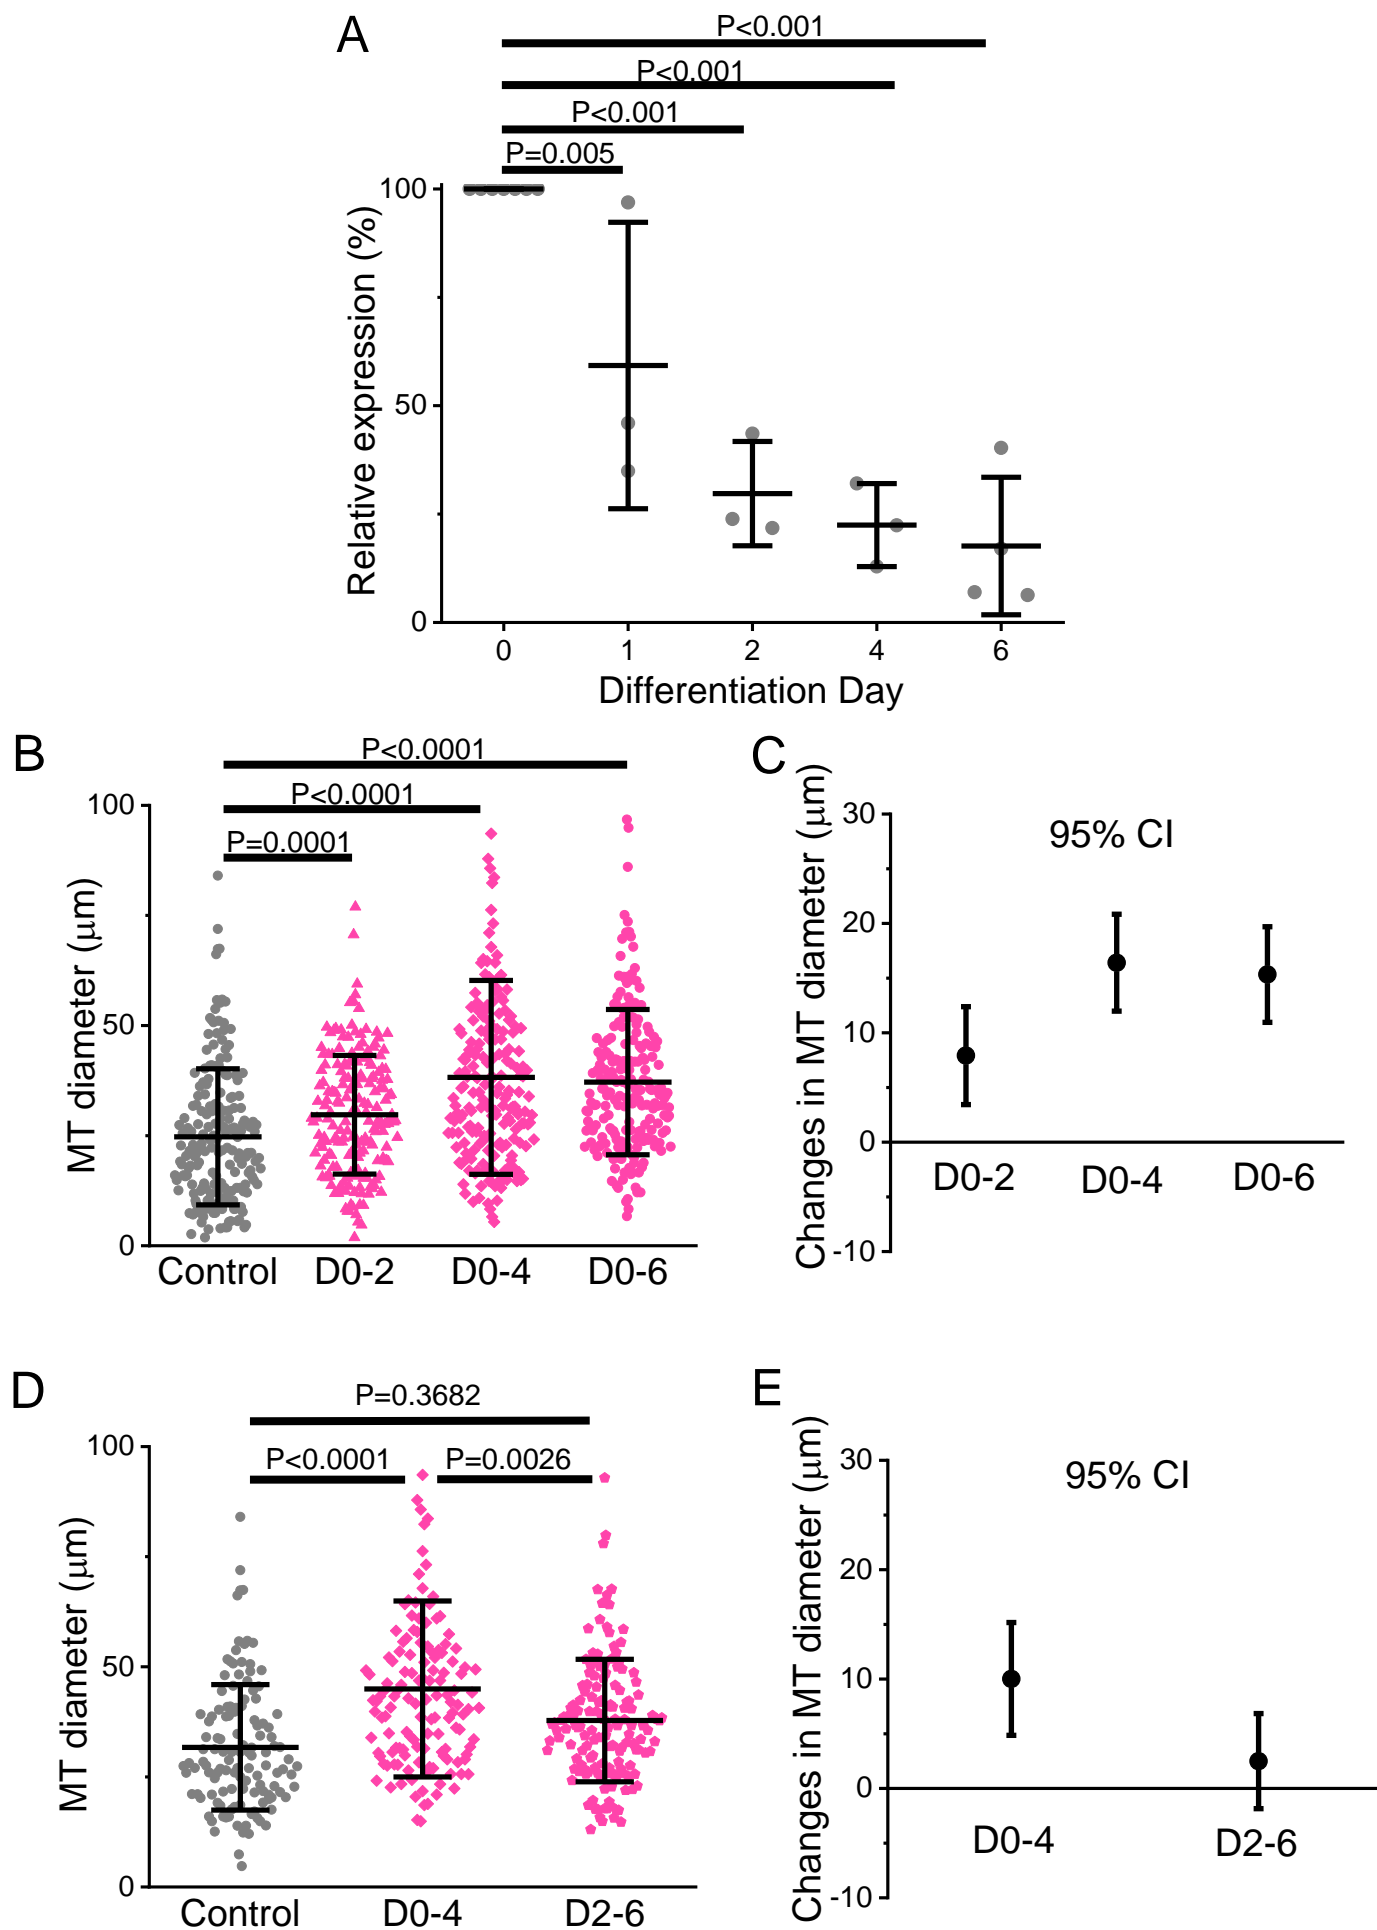 A
P<0.001
P<0.001
P<0.001
P=0.005
100
50
0
Relative expression (%)
0 1 2 4 6
Differentiation Day
B
P<0.0001
P<0.0001
P=0.0001
100
50
0
MT diameter (μm)
Control D0-2 D0-4 D0-6
C
95% CI
30
20
10
0
-10
Changes in MT diameter (μm)
D0-2 D0-4 D0-6
D
P=0.3682
P<0.0001 P=0.0026
100
50
0
MT diameter (μm)
Control D0-4 D2-6
E
95% CI
30
20
10
0
-10
Changes in MT diameter (μm)
D0-4 D2-6